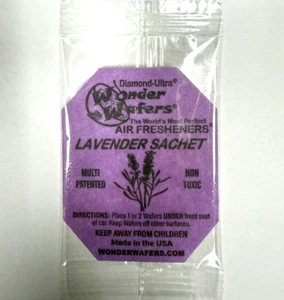 Diamond-Ultra®
Wonder
Wafers®
The World's Most Perfect
AIR FRESHENERS®
LAVENDER SACHET
MULTI PATENTED
NON TOXIC
DIRECTIONS: Place 1 or 2 Wafers UNDER front seat
of car. Keep Wafers off other surfaces.
KEEP AWAY FROM CHILDREN
Made in the USA
WONDERWAFERS.COM